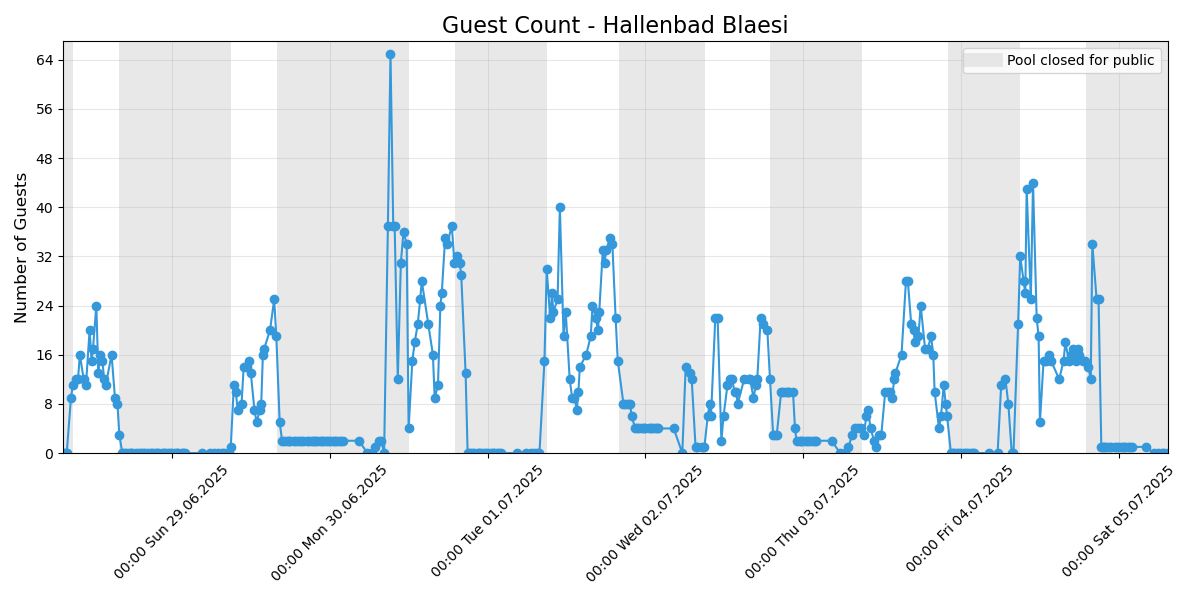 Guest Count - Hallenbad Blaesi
Pool closed for public
Number of Guests
64
56
48
40
32
24
16
8
0
00:00 Sun 29.06.2025
00:00 Mon 30.06.2025
00:00 Tue 01.07.2025
00:00 Wed 02.07.2025
00:00 Thu 03.07.2025
00:00 Fri 04.07.2025
00:00 Sat 05.07.2025